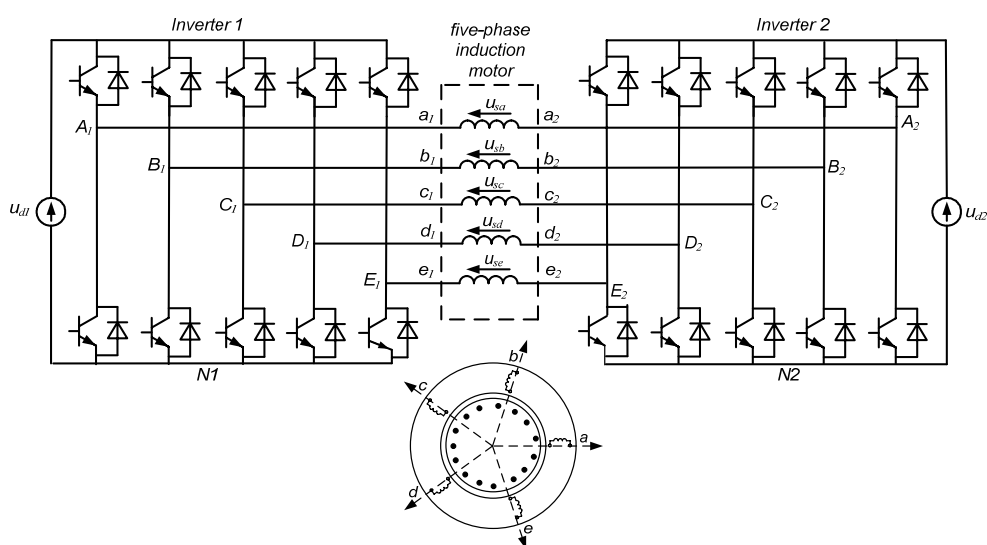 Inverter 1
five-phase
induction
motor
Inverter 2
A1 a1 usa a2 A2
B1 b1 usb b2 B2
C1 c1 usc c2 C2
ud1 ud2
D1 d1 usd d2 D2
E1 e1 use e2 E2
N1 N2
b1
c
a
d
e